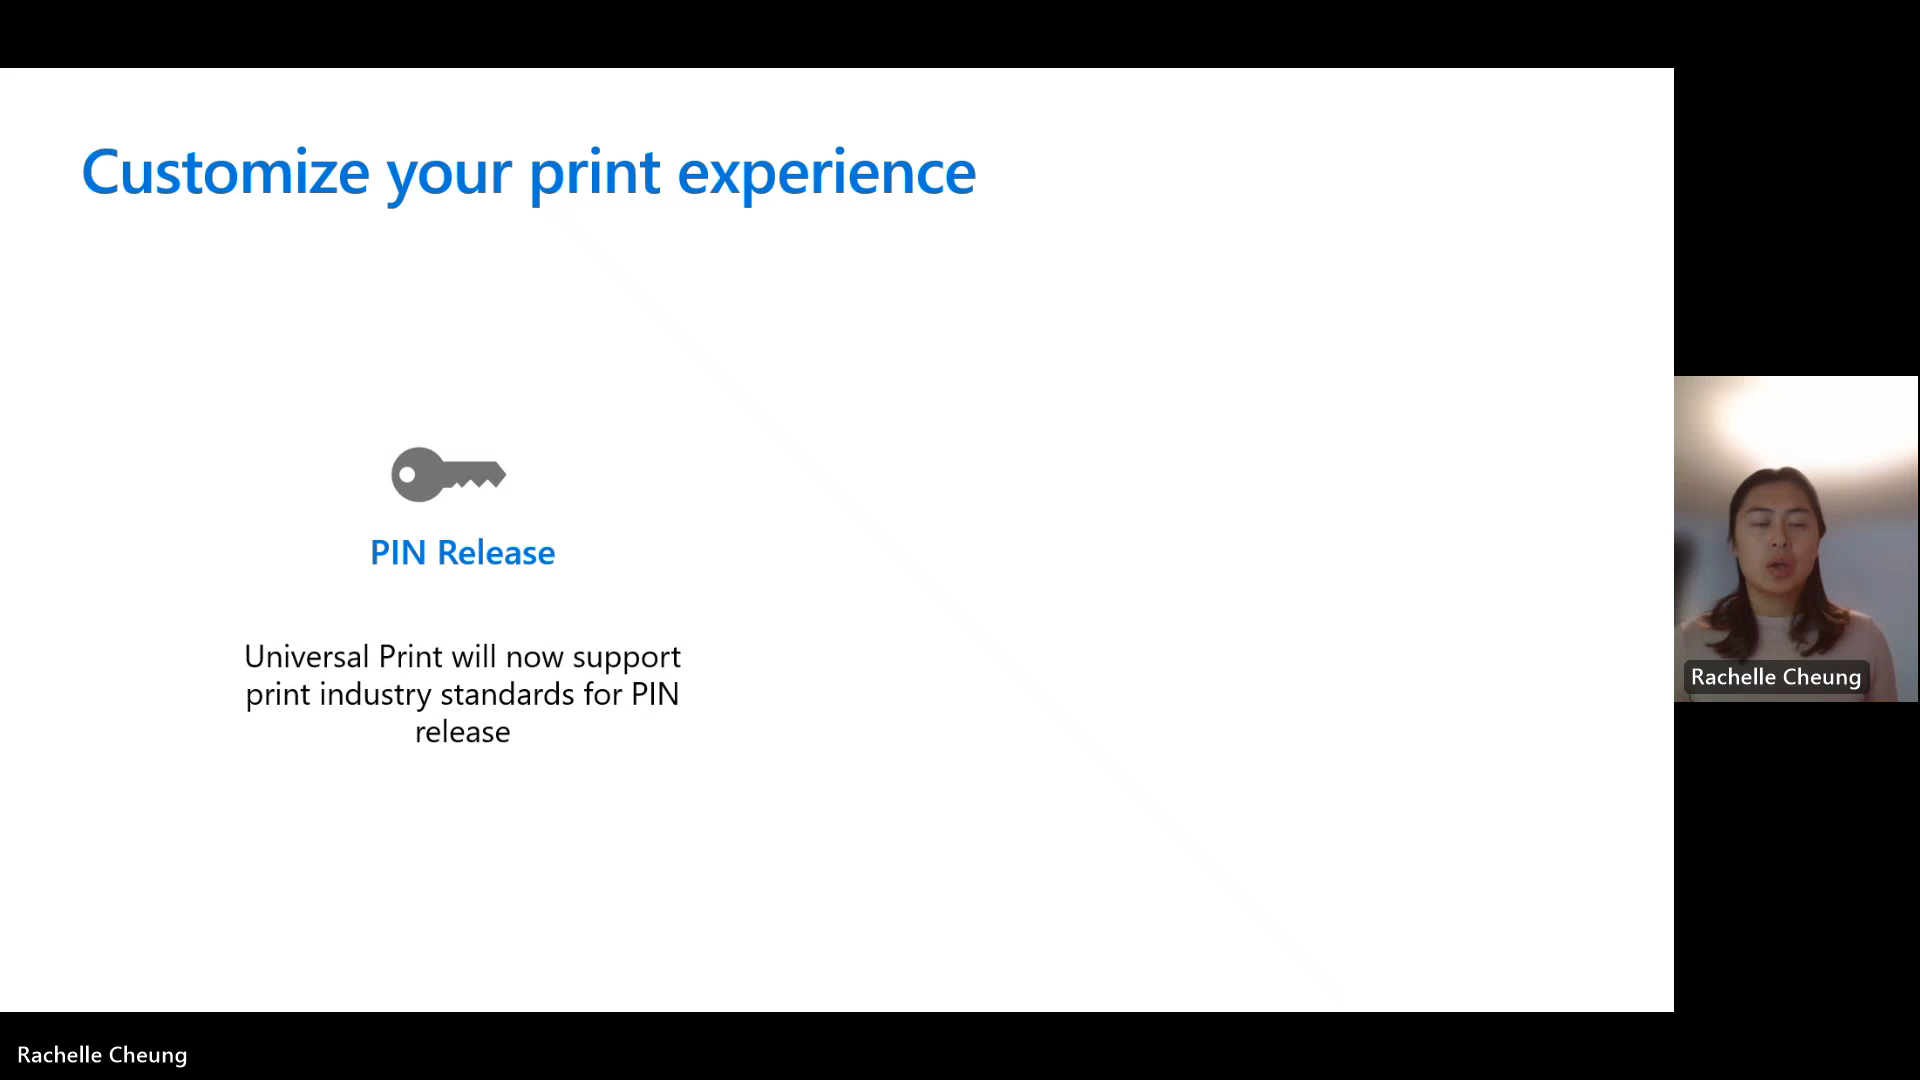 Customize your print experience
PIN Release
Universal Print will now support
print industry standards for PIN
release
Rachelle Cheung
Rachelle Cheung